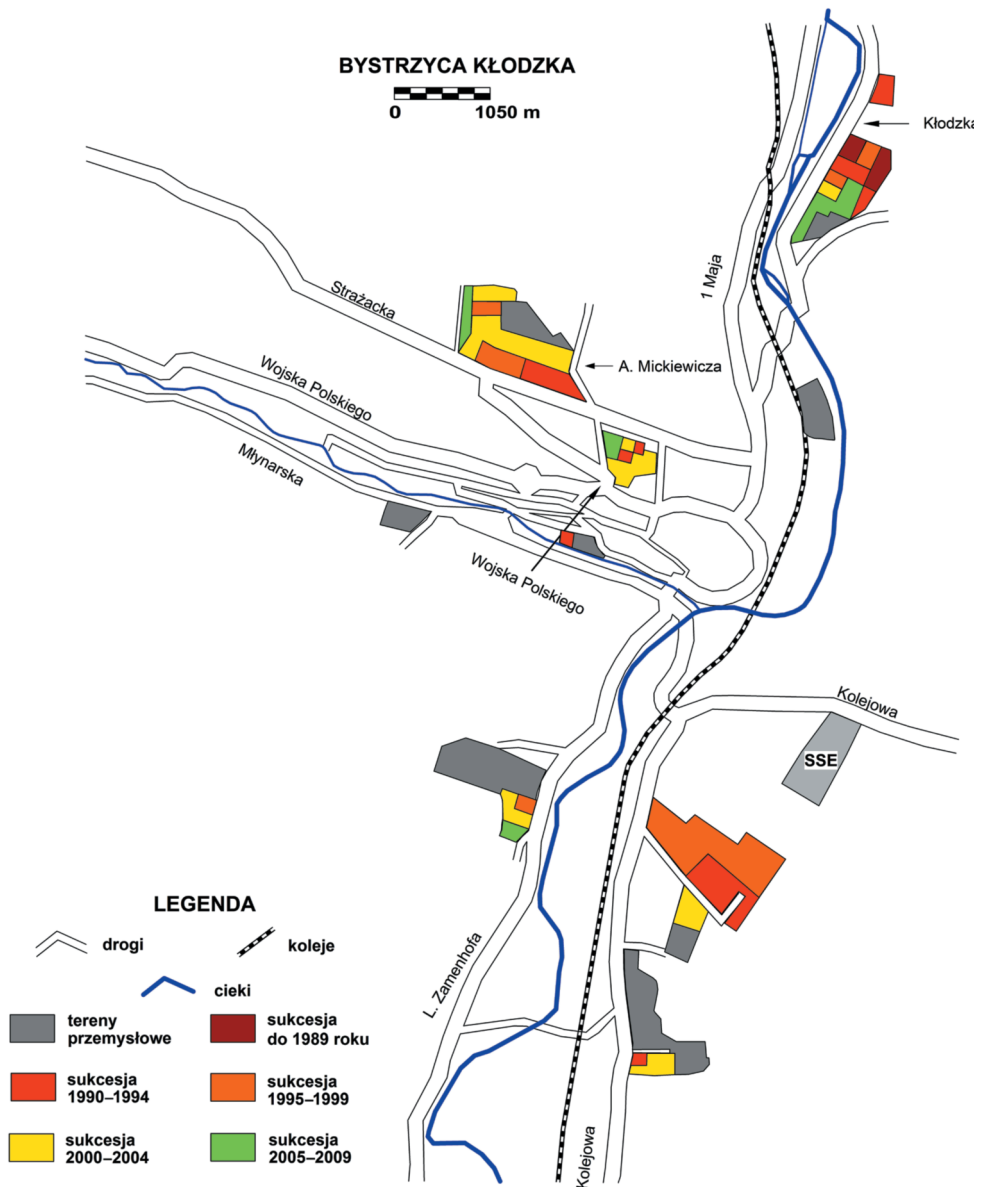 BYSTRZYCA KŁODZKA
0 1050 m
Kłodzka
1 Maja
Strażacka
A. Mickiewicza
Wojska Polskiego
Młynarska
Wojska Polskiego
Kolejowa
SSE
L. Zamenhofa
Kolejowa
LEGENDA
drogi
koleje
cieki
tereny
przemysłowe
sukcesja
do 1989 roku
sukcesja
1990–1994
sukcesja
1995–1999
sukcesja
2000–2004
sukcesja
2005–2009